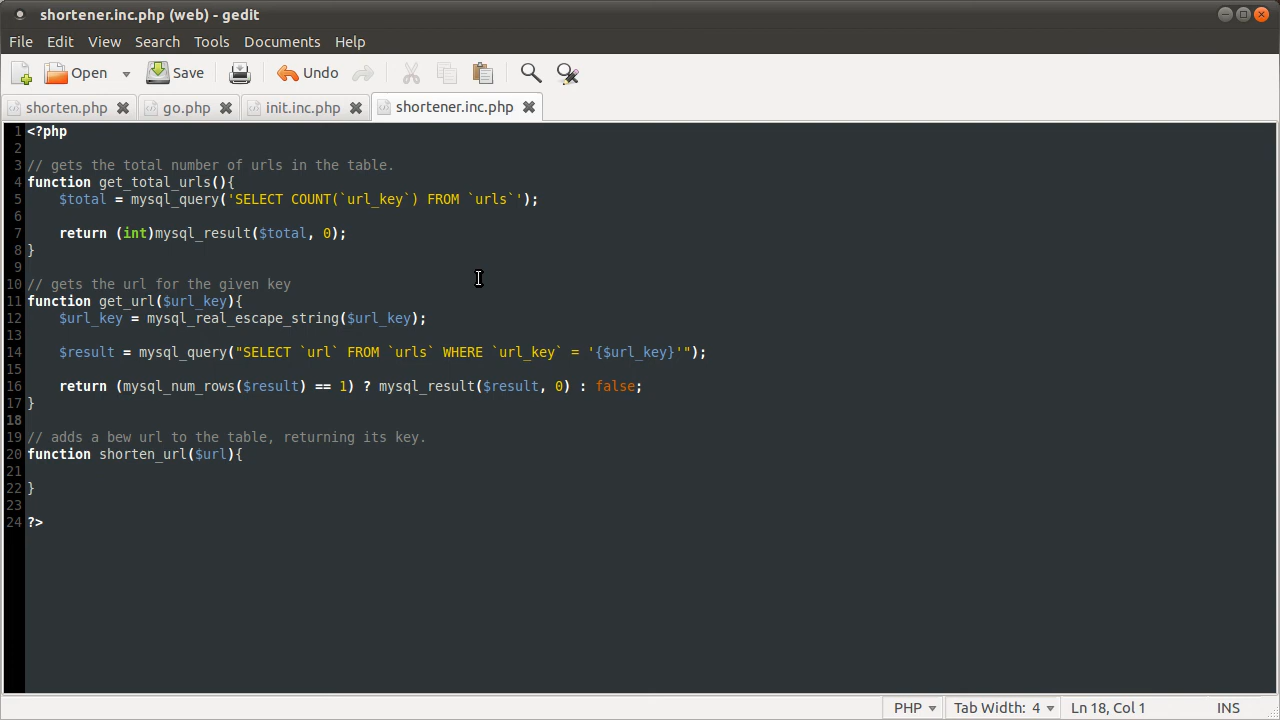 shortener.inc.php (web) - gedit
File Edit View Search Tools Documents Help
Open Save Undo
shorten.php go.php init.inc.php shortener.inc.php
1 <?php
2
3 // gets the total number of urls in the table.
4 function get_total_urls(){
5 $total = mysql_query('SELECT COUNT(`url_key`) FROM `urls`');
6
7 return (int)mysql_result($total, 0);
8 }
9
10 // gets the url for the given key
11 function get_url($url_key){
12 $url_key = mysql_real_escape_string($url_key);
13
14 $result = mysql_query("SELECT `url` FROM `urls` WHERE `url_key` = '{$url_key}'");
15
16 return (mysql_num_rows($result) == 1) ? mysql_result($result, 0) : false;
17 }
18
19 // adds a bew url to the table, returning its key.
20 function shorten_url($url){
21
22 }
23
24 ?>
PHP Tab Width: 4 Ln 18, Col 1 INS